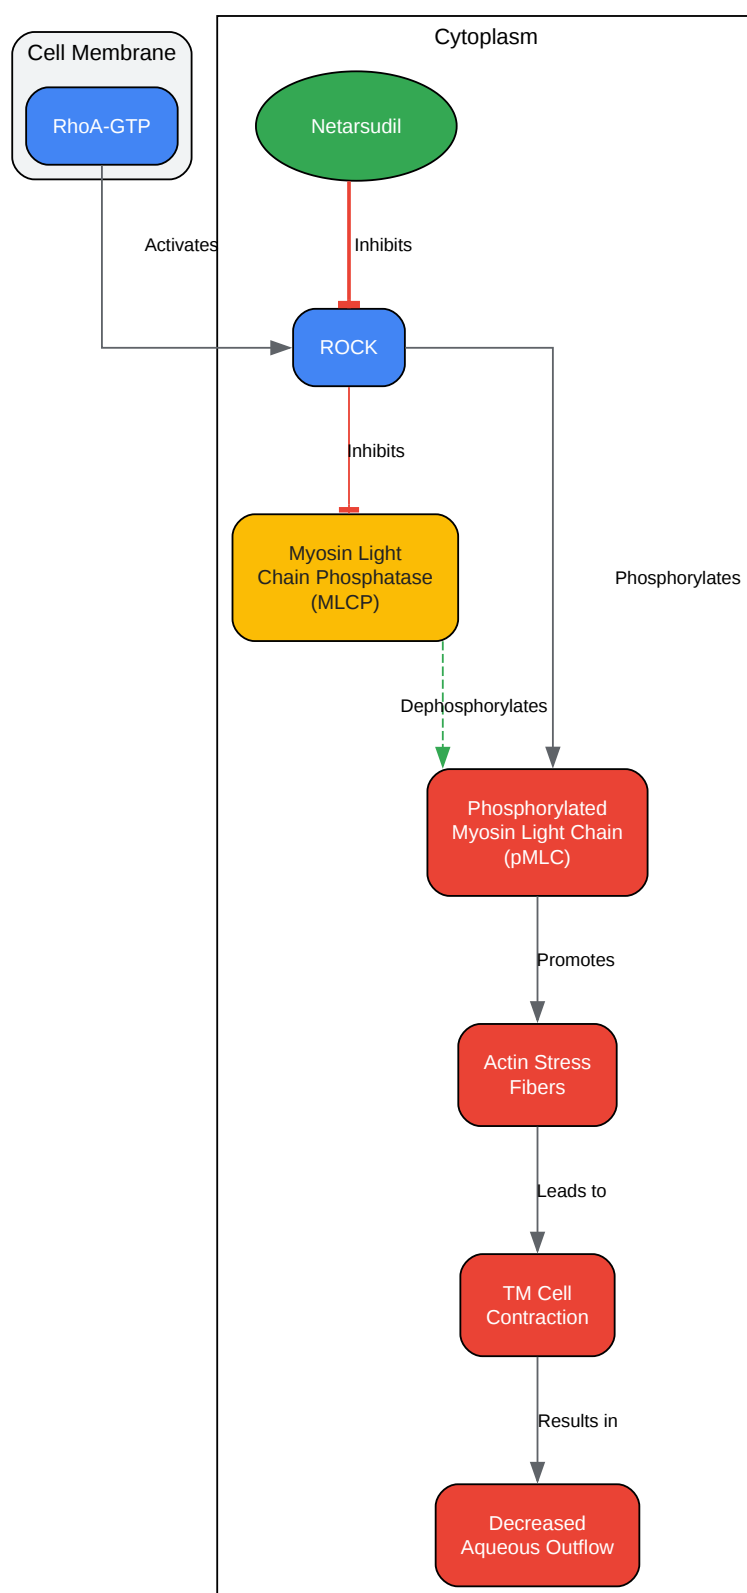 Cell Membrane
Cytoplasm
RhoA-GTP
Netarsudil
Activates
Inhibits
ROCK
Inhibits
Myosin Light
Chain Phosphatase
(MLCP)
Phosphorylates
Dephosphorylates
Phosphorylated
Myosin Light Chain
(pMLC)
Promotes
Actin Stress
Fibers
Leads to
TM Cell
Contraction
Results in
Decreased
Aqueous Outflow